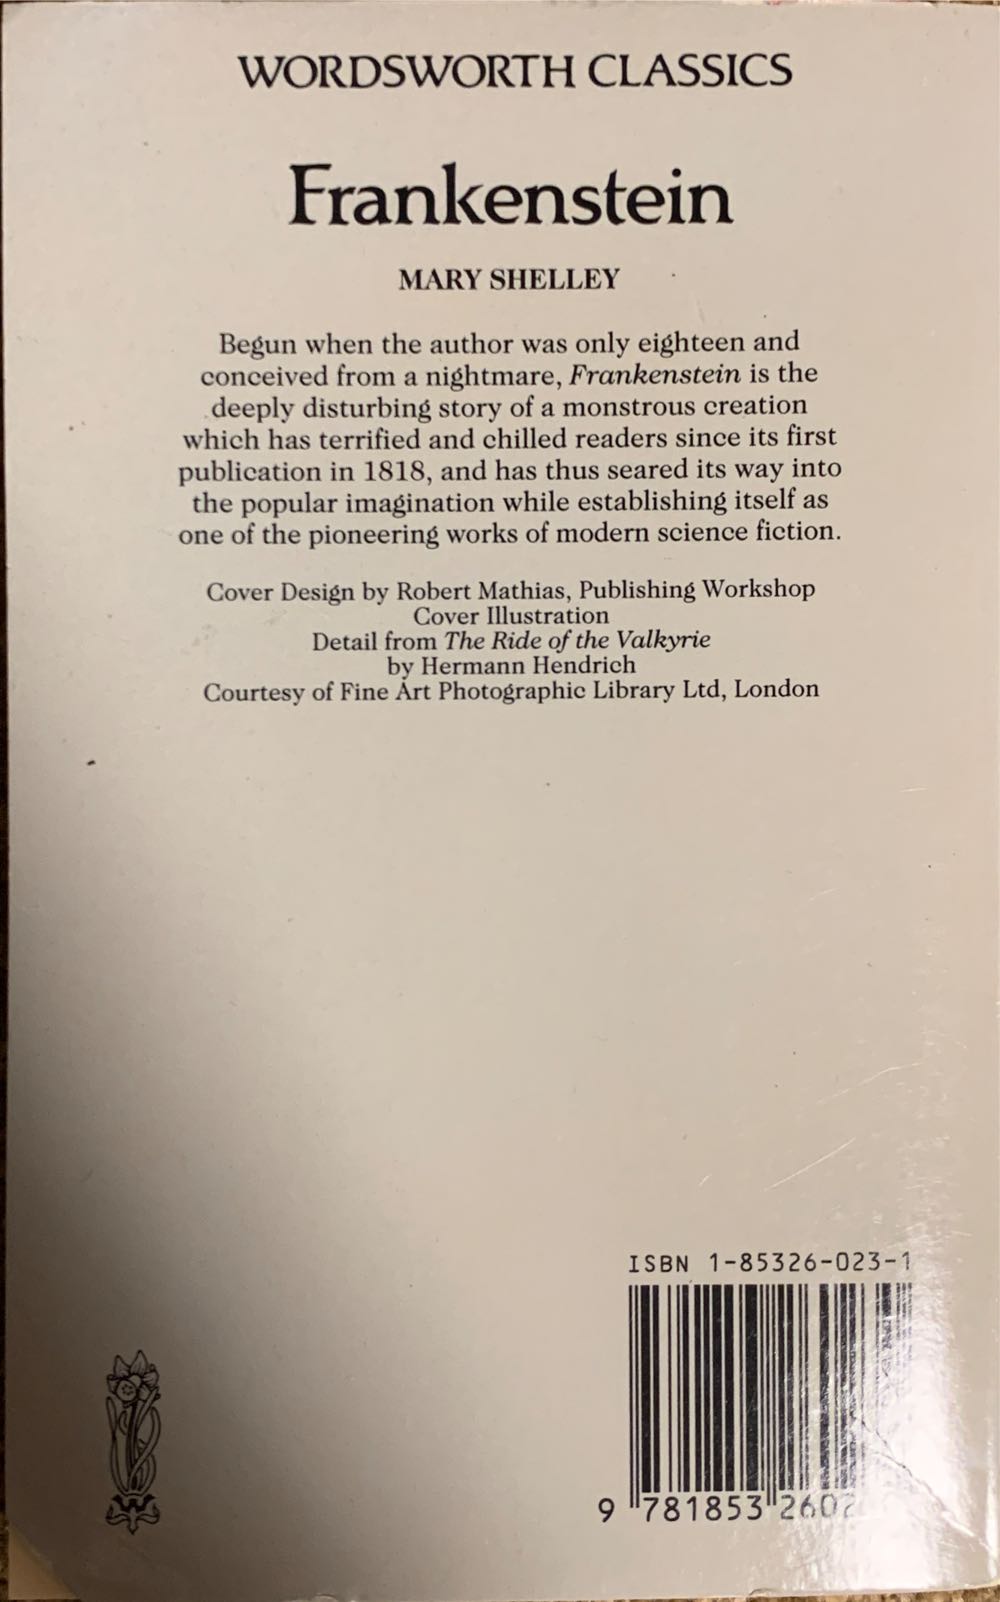 WORDSWORTH CLASSICS
Frankenstein
MARY SHELLEY
Begun when the author was only eighteen and
conceived from a nightmare, Frankenstein is the
deeply disturbing story of a monstrous creation
which has terrified and chilled readers since its first
publication in 1818, and has thus seared its way into
the popular imagination while establishing itself as
one of the pioneering works of modern science fiction.
Cover Design by Robert Mathias, Publishing Workshop
Cover Illustration
Detail from The Ride of the Valkyrie
by Hermann Hendrich
Courtesy of Fine Art Photographic Library Ltd, London
ISBN 1-85326-023-1
9 781853 2602